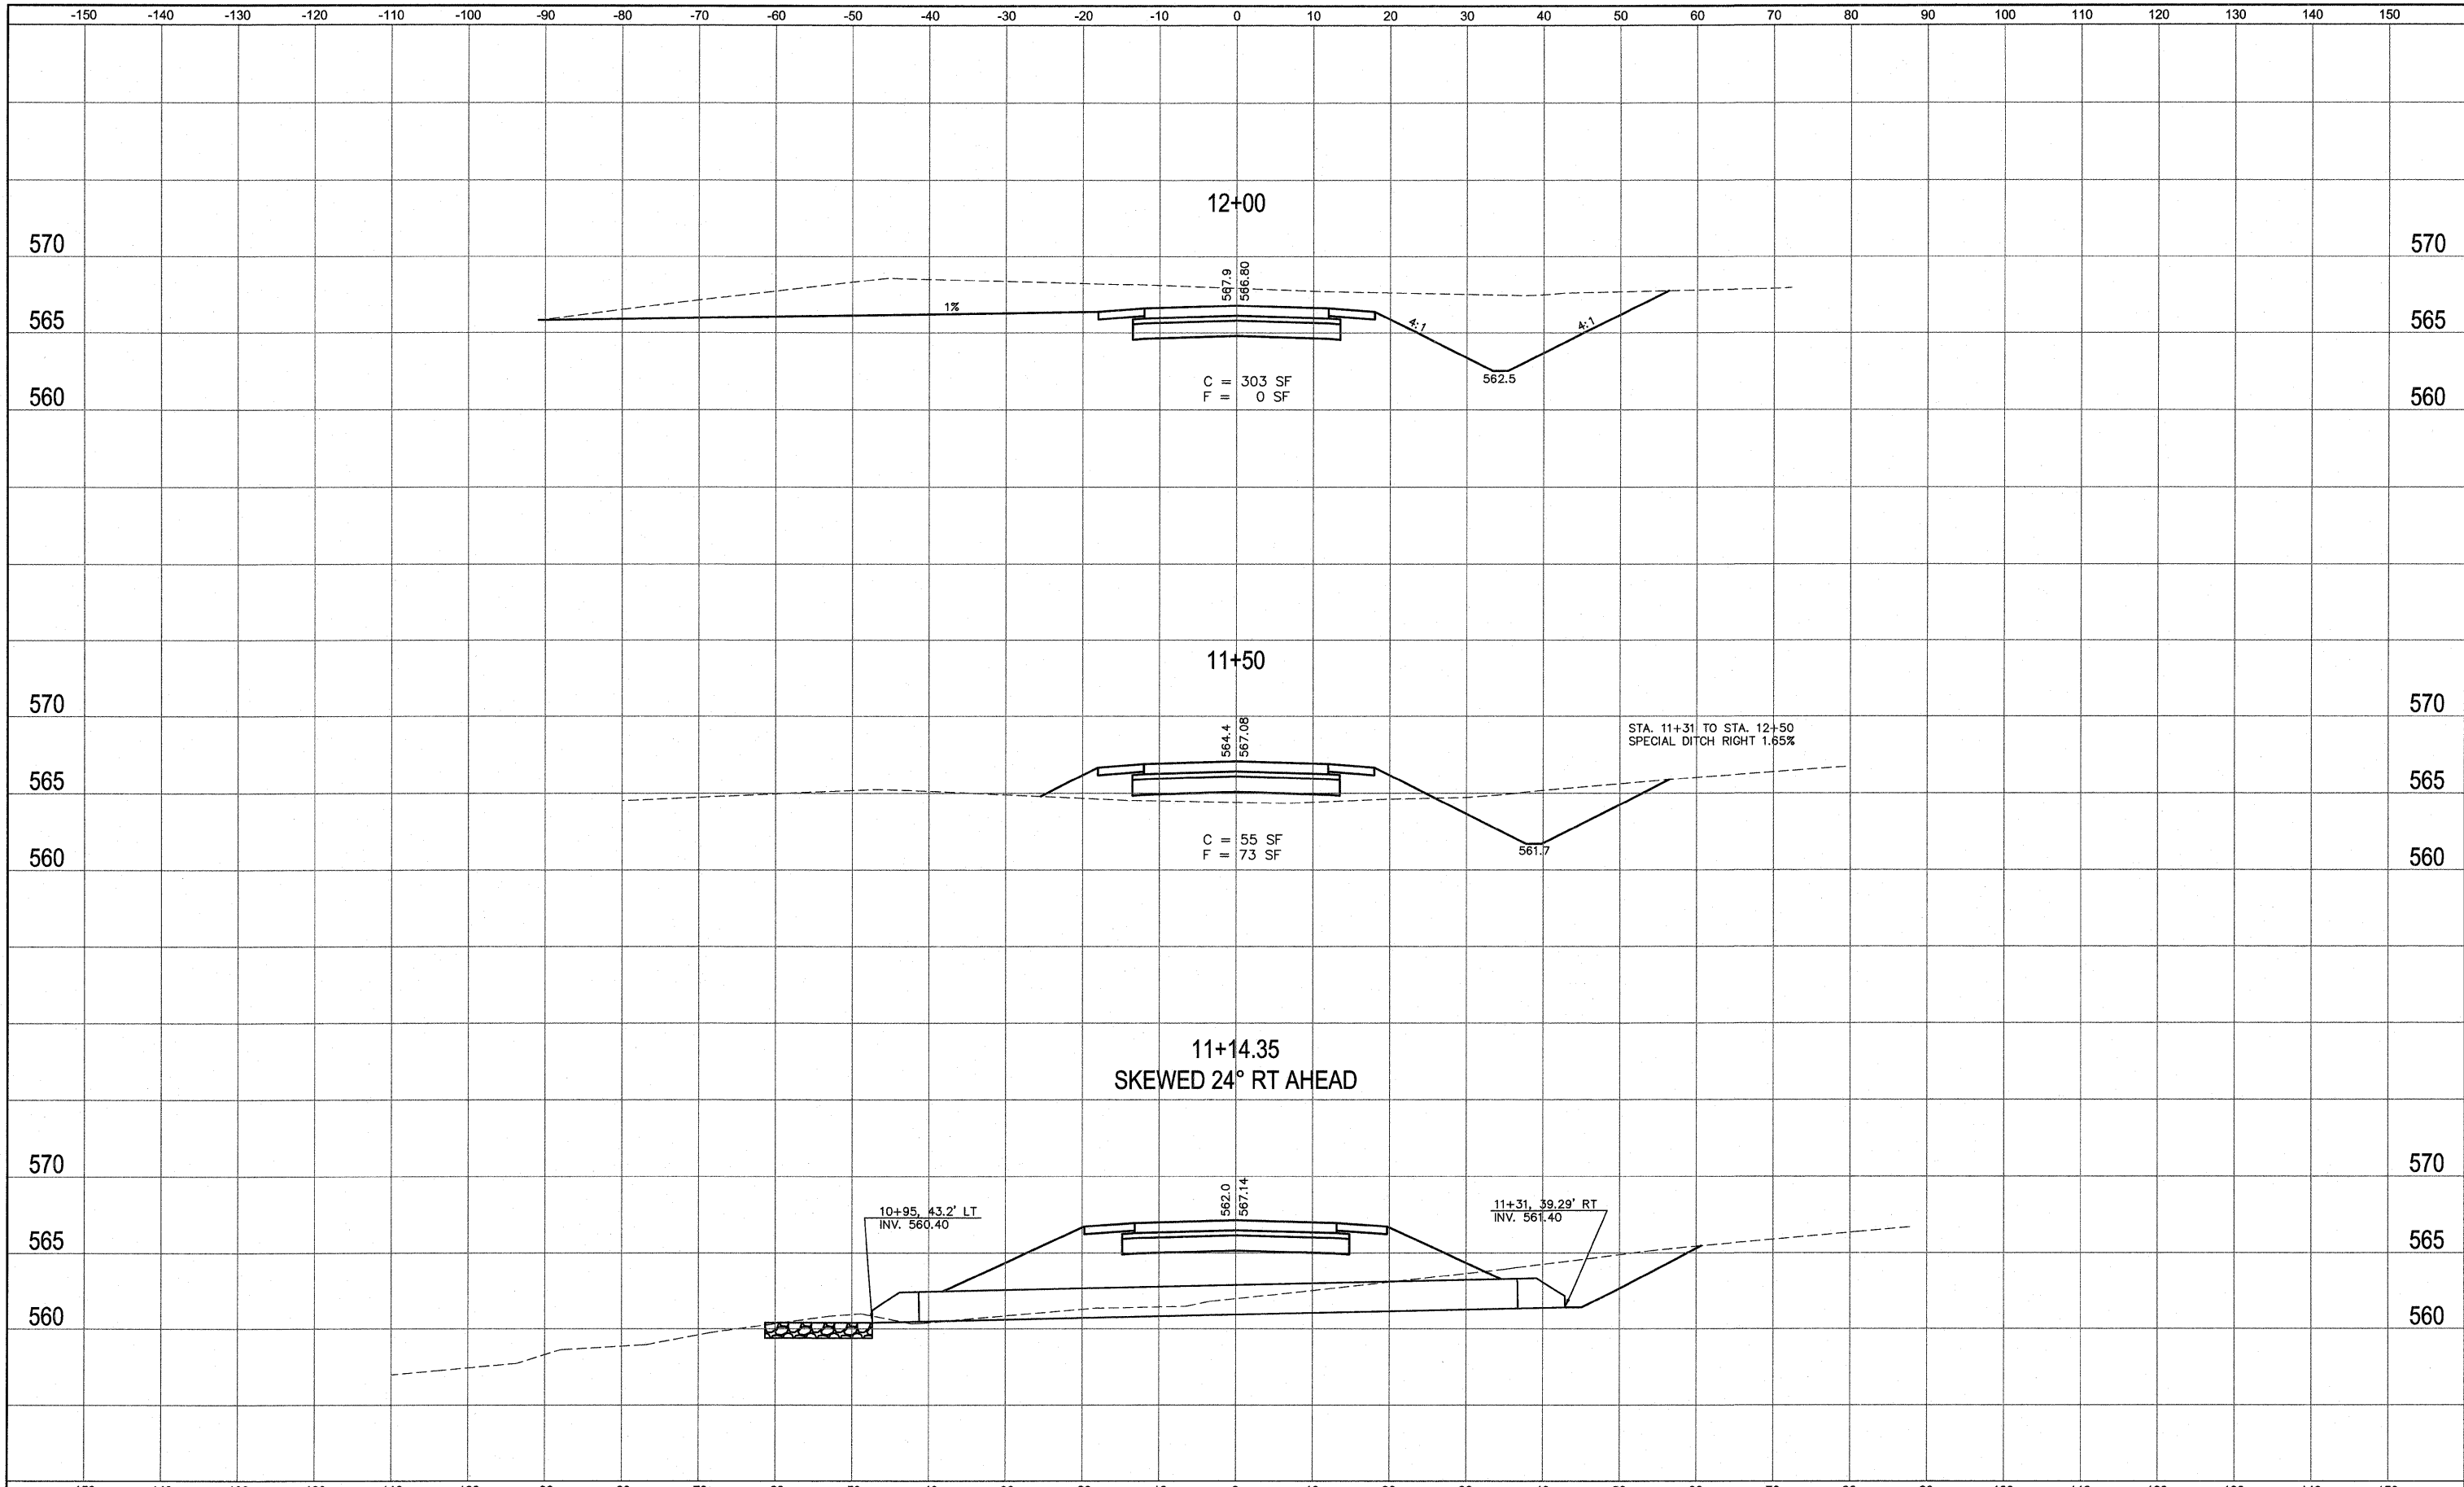 -150 -140 -130 -120 -110 -100 -90 -80 -70 -60 -50 -40 -30 -20 -10 0 10 20 30 40 50 60 70 80 90 100 110 120 130 140 150
12+00
570 570
567.9
566.80
1%
4:1
4:1
565 565
562.5
C = 303 SF
F = 0 SF
560 560
11+50
570 570
564.4
567.08
STA. 11+31 TO STA. 12+50
SPECIAL DITCH RIGHT 1.65%
565 565
C = 55 SF
F = 73 SF
561.7
560 560
11+14.35
SKEWED 24° RT AHEAD
570 570
562.0
567.14
10+95, 43.2' LT
INV. 560.40
11+31, 39.29' RT
INV. 561.40
565 565
560 560